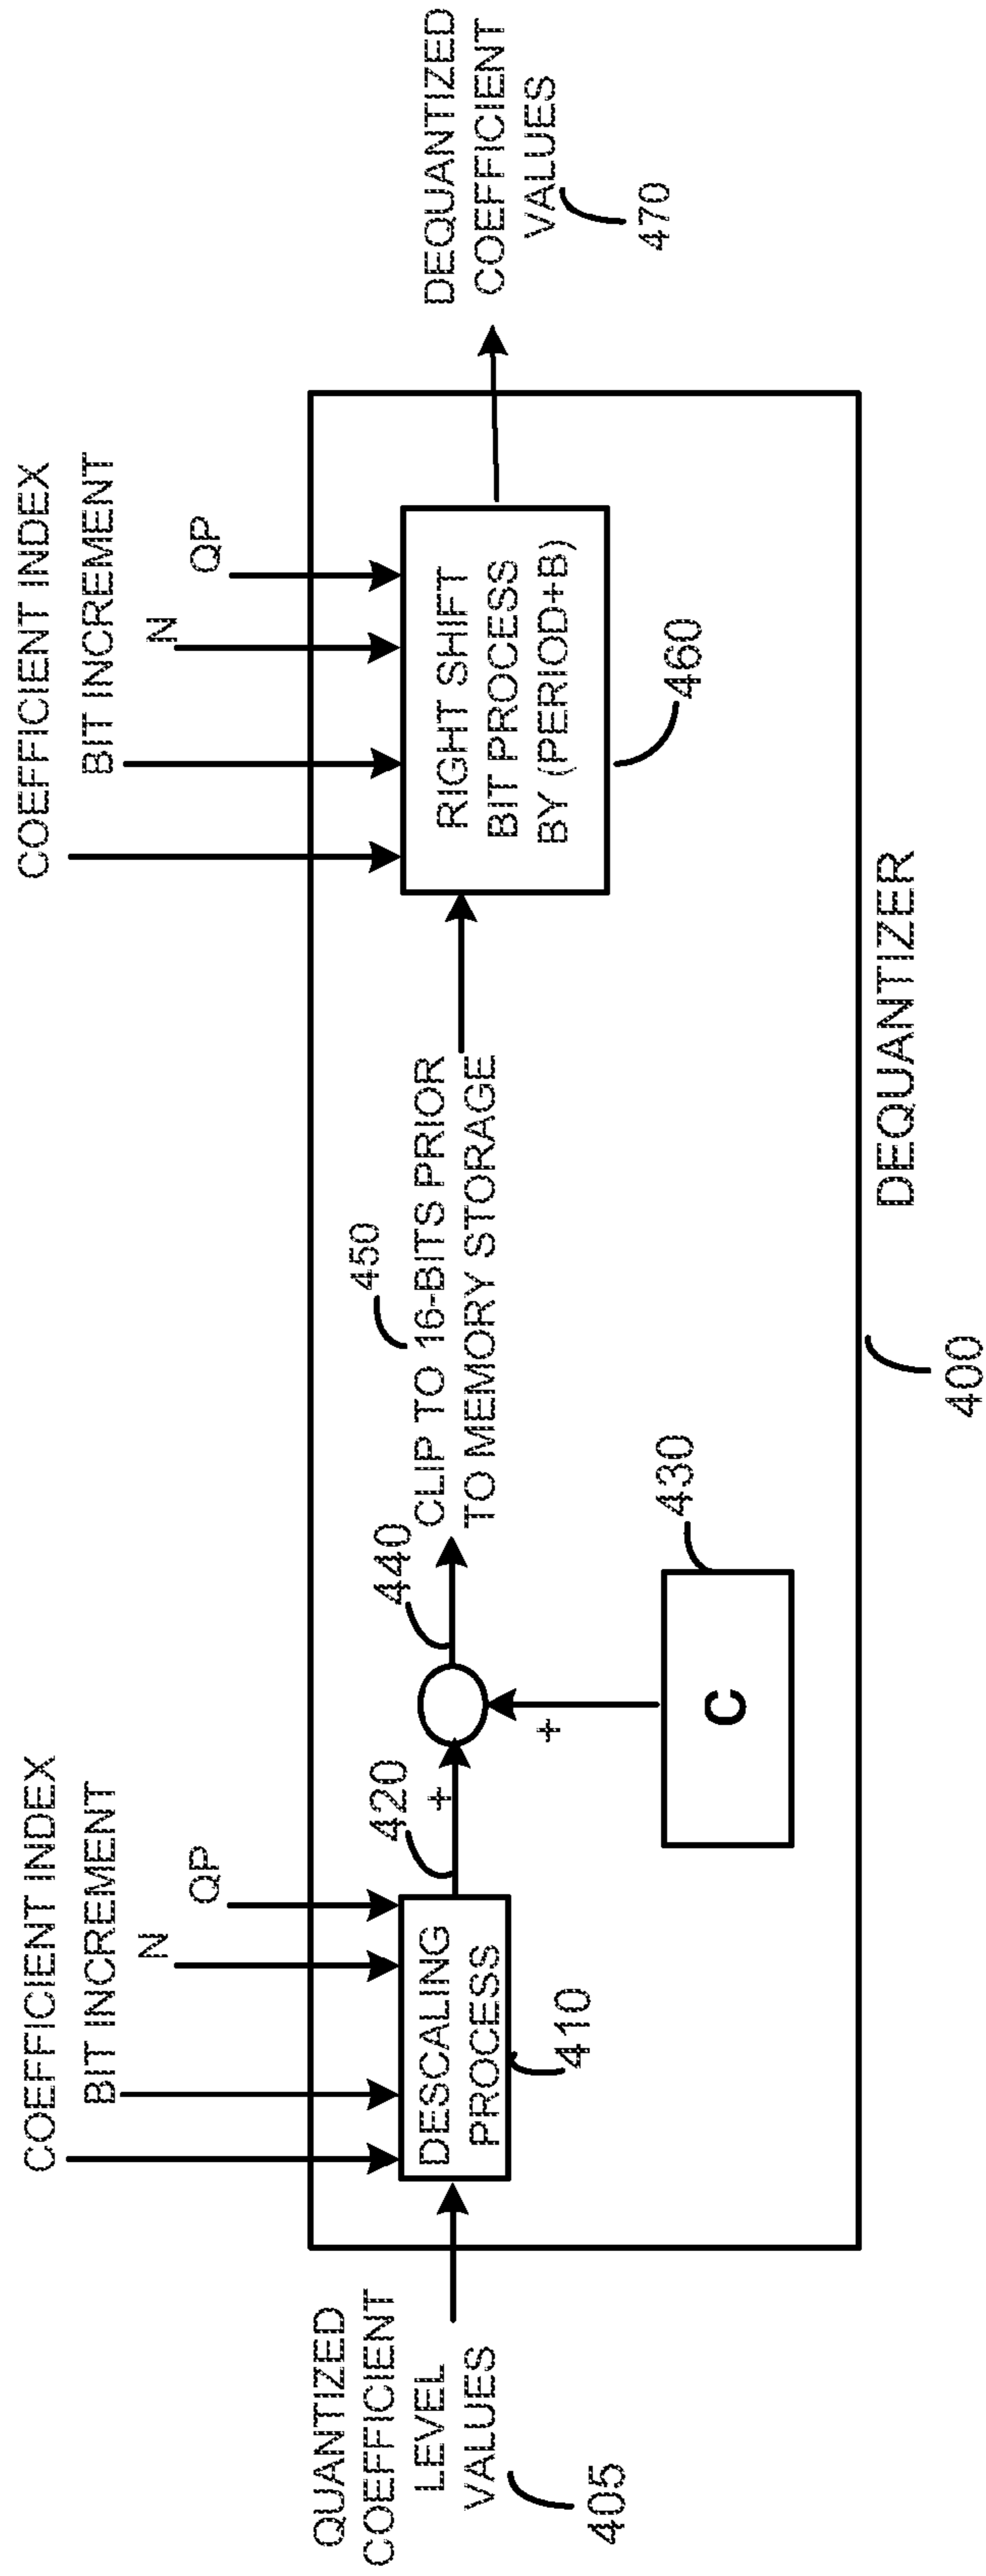 QUANTIZED
COEFFICIENT
LEVEL
VALUES
405
COEFFICIENT INDEX
BIT INCREMENT
N
QP
DESCALING
PROCESS
410
420
+
+
C
430
440
450
CLIP TO 16-BITS PRIOR
TO MEMORY STORAGE
COEFFICIENT INDEX
BIT INCREMENT
N
QP
RIGHT SHIFT
BIT PROCESS
BY (PERIOD+B)
460
DEQUANTIZED
COEFFICIENT
VALUES
470
DEQUANTIZER
400